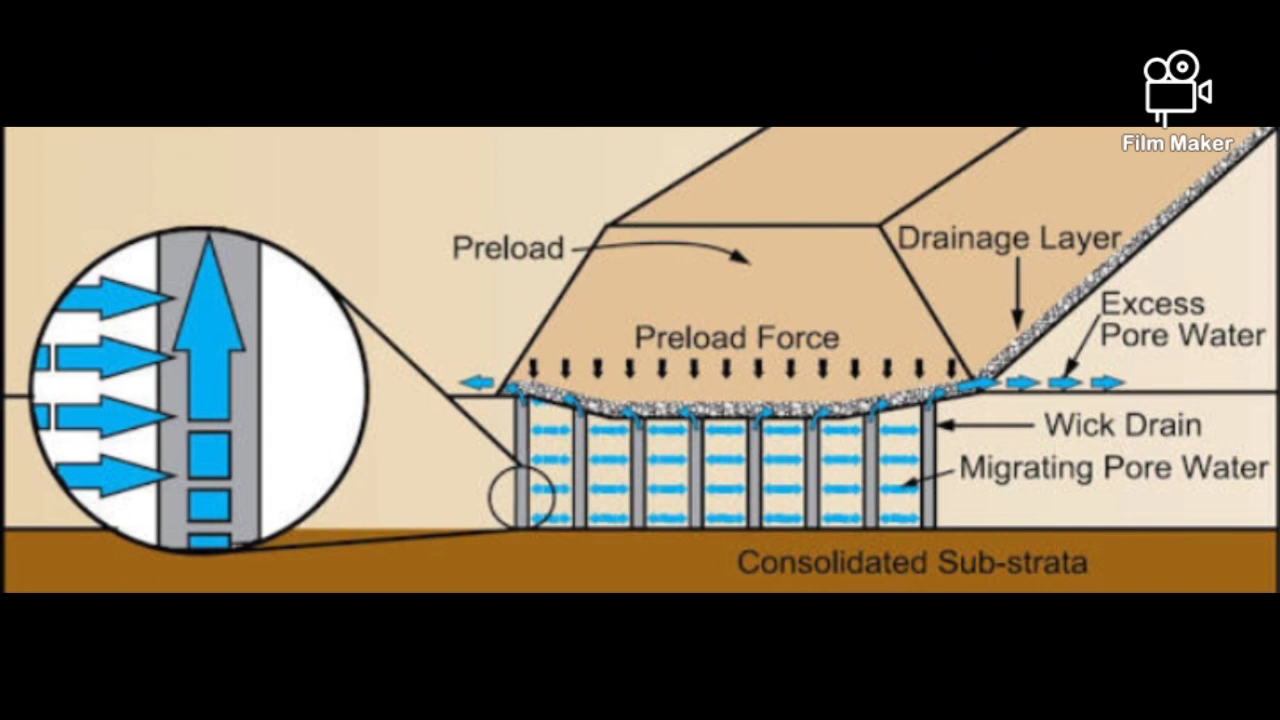 Film Maker
Preload
Drainage Layer
Excess
Pore Water
Preload Force
Wick Drain
Migrating Pore Water
Consolidated Sub-strata